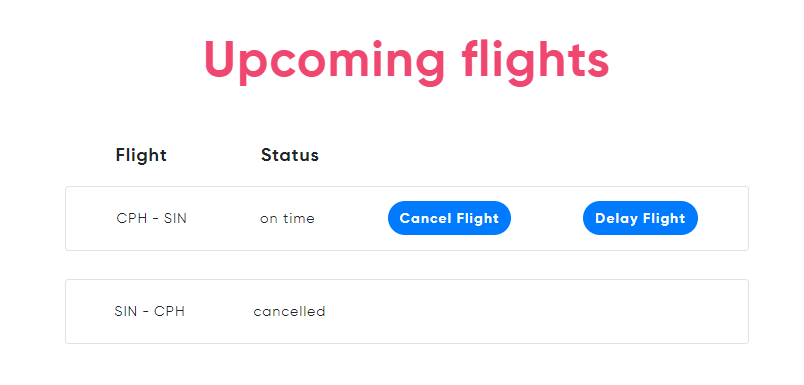 Upcoming flights
Flight Status
CPH - SIN on time Cancel Flight Delay Flight
SIN - CPH cancelled